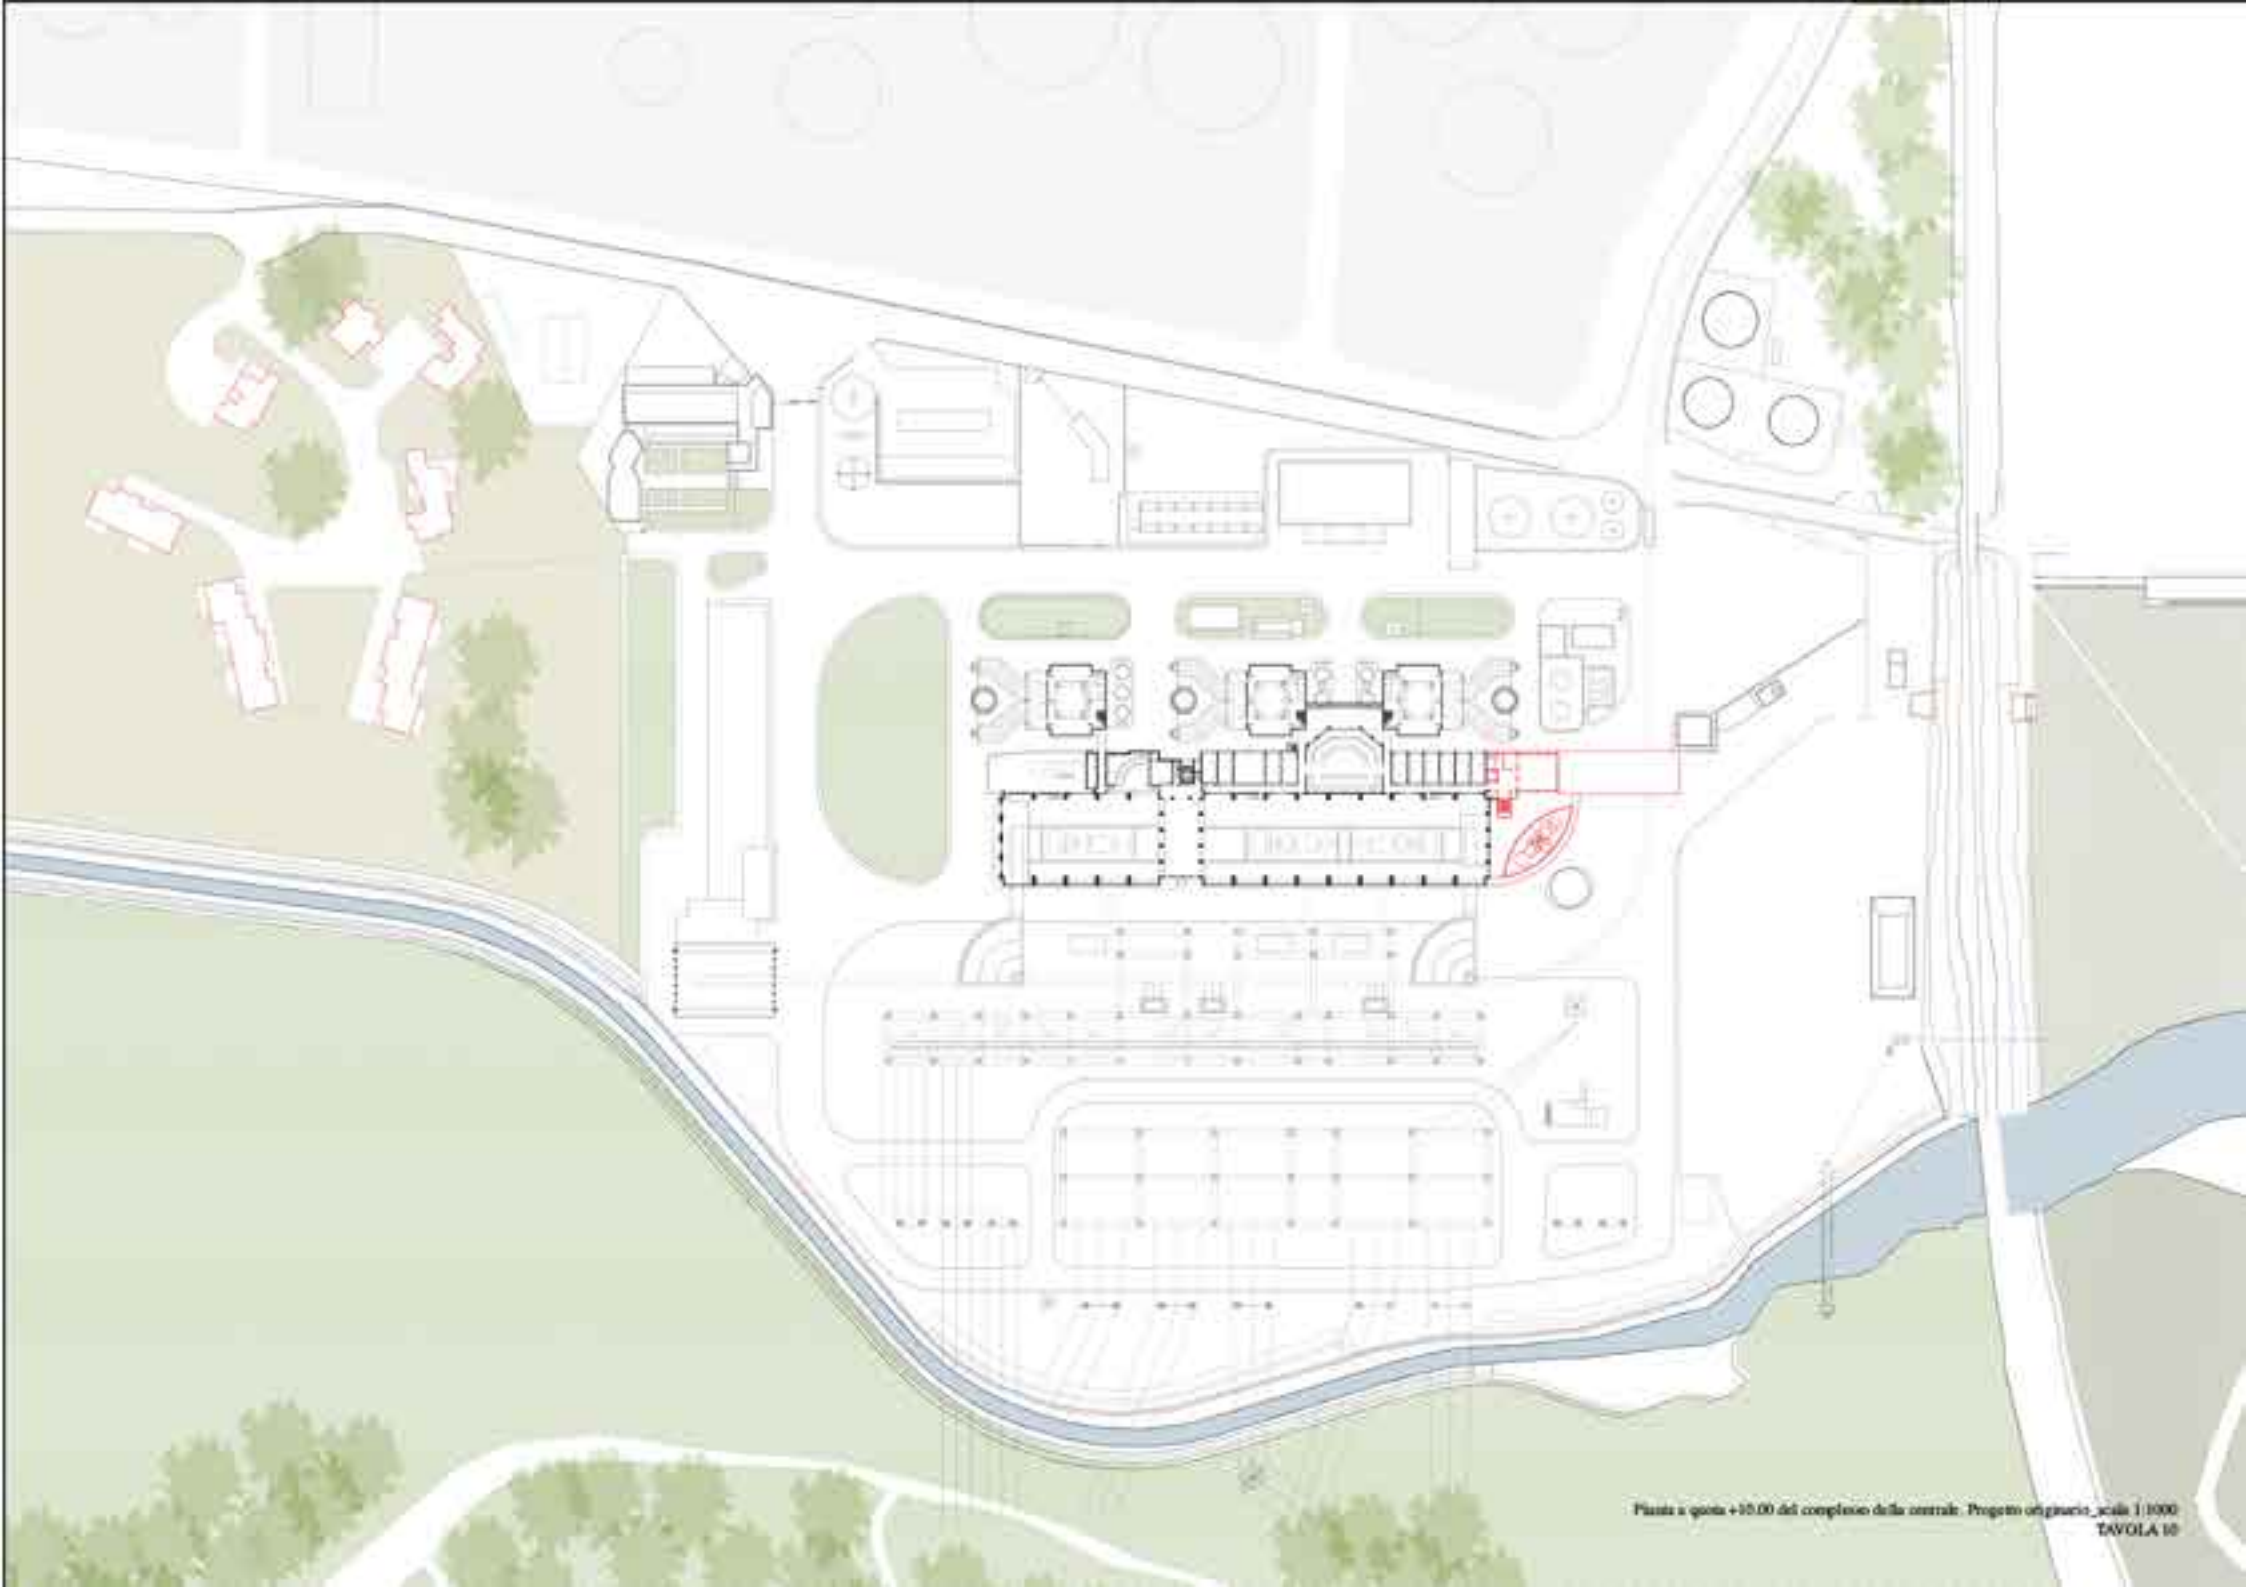 Pianta a quota +10.00 del complesso della centrale. Progetto originario_scala 1:1000
TAVOLA 10